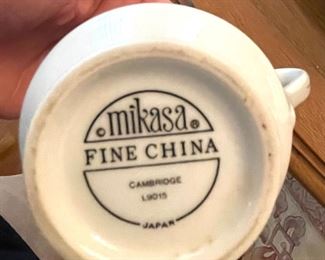 © mikasa ®
FINE CHINA
CAMBRIDGE
L9015
JAPAN